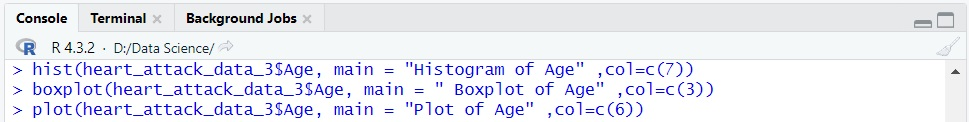 Console Terminal Background Jobs
R 4.3.2 · D:/Data Science/
> hist(heart_attack_data_3$Age, main = "Histogram of Age" ,col=c(7))
> boxplot(heart_attack_data_3$Age, main = " Boxplot of Age" ,col=c(3))
> plot(heart_attack_data_3$Age, main = "Plot of Age" ,col=c(6))